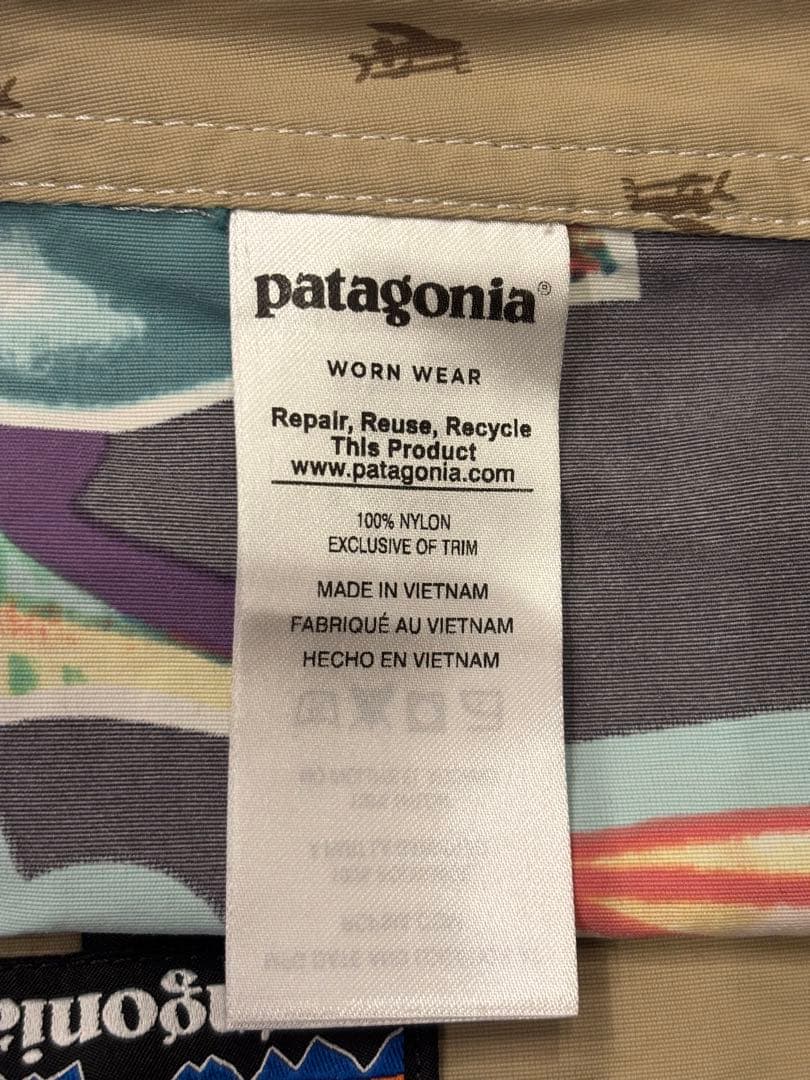 patagonia®
WORN WEAR
Repair, Reuse, Recycle
This Product
www.patagonia.com
100% NYLON
EXCLUSIVE OF TRIM
MADE IN VIETNAM
FABRIQUÉ AU VIETNAM
HECHO EN VIETNAM